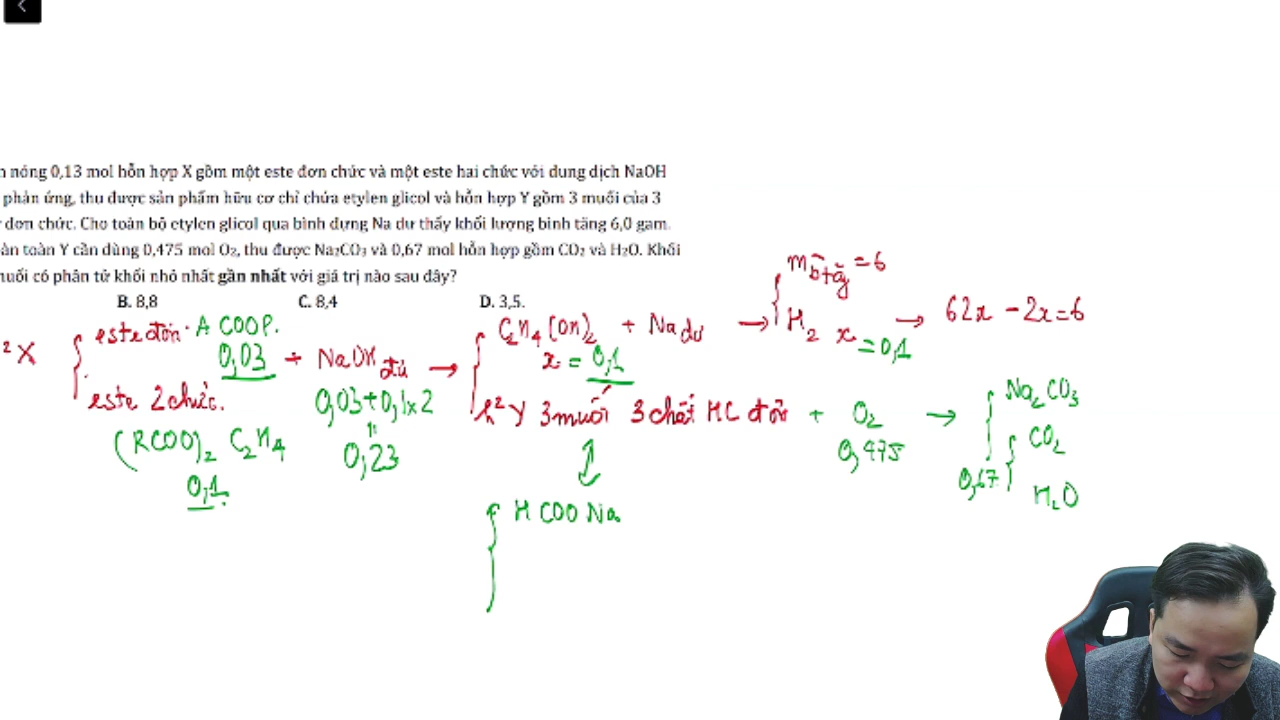 nóng 0,13 mol hỗn hợp X gồm một este đơn chức và một este hai chức với dung dịch NaOH
phản ứng, thu được sản phẩm hữu cơ chỉ chứa etylen glicol và hỗn hợp Y gồm 3 muối của 3
đơn chức. Cho toàn bộ etylen glicol qua bình đựng Na dư thấy khối lượng bình tăng 6,0 gam.
àn toàn Y cần dùng 0,475 mol O₂, thu được Na₂CO₃ và 0,67 mol hỗn hợp gồm CO₂ và H₂O. Khối
có phân tử khối nhỏ nhất gần nhất với giá trị nào sau đây?
B. 8,8 C. 8,4 D. 3,5.
m bình tăng = 6
H₂ x = 0,1 → 62x - 2x = 6
² X este đơn. A COOP. 0,03 + NaOH đủ → C₂H₄(OH)₂ + Na dư →
x = 0,1
este 2 chức. 0,03 + 0,1x2 h² Y 3 muối 3 chất HC đơn + O₂ → Na₂CO₃
(RCOO)₂ C₂H₄ 0,23 0,475 CO₂
0,1 0,67 H₂O
H COO Na